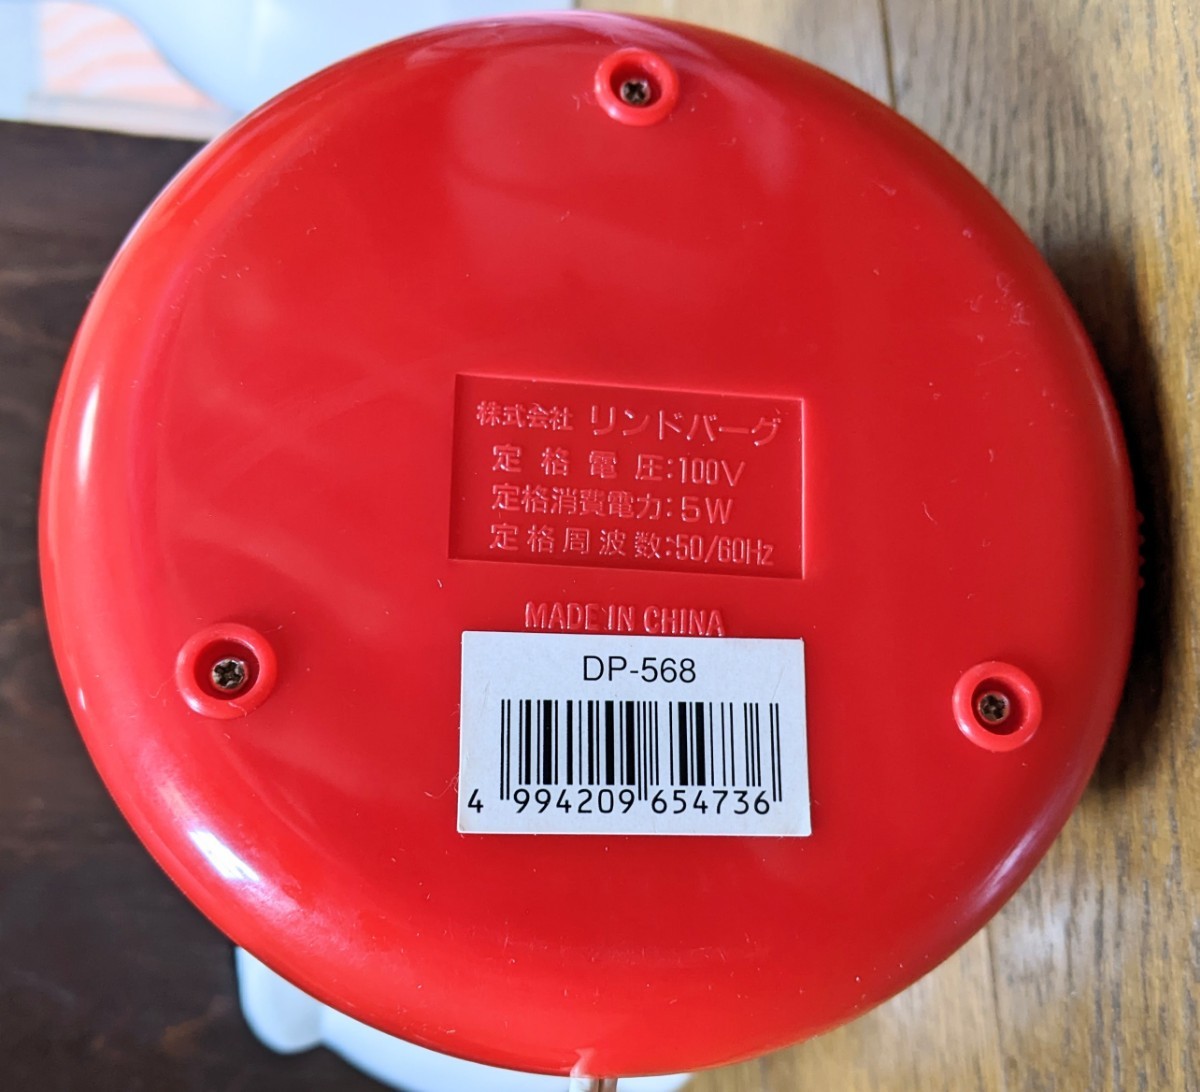 株式会社 リンドバーグ
定格電圧:100V
定格消費電力:5W
定格周波数:50/60Hz
MADE IN CHINA
DP-568
4 994209 654736